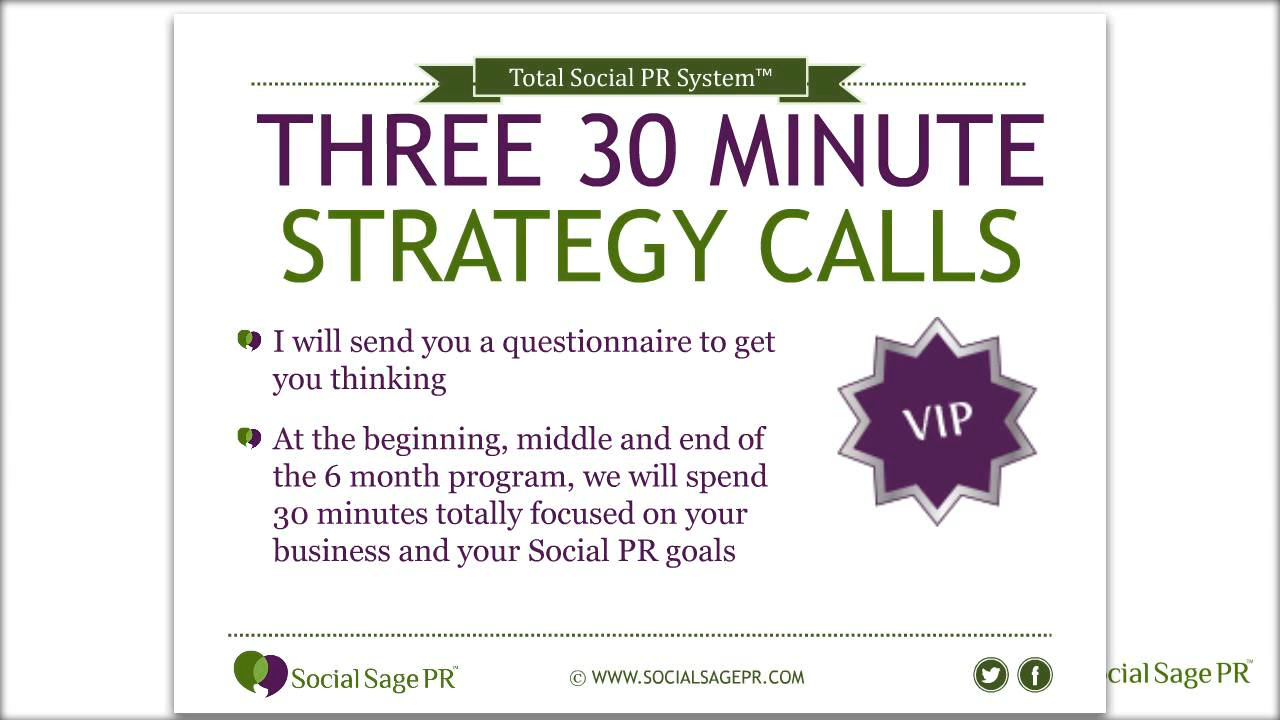 Total Social PR System™
THREE 30 MINUTE
STRATEGY CALLS
I will send you a questionnaire to get
you thinking
At the beginning, middle and end of
the 6 month program, we will spend
30 minutes totally focused on your
business and your Social PR goals
VIP
Social Sage PR™
© WWW.SOCIALSAGEPR.COM
cial Sage PR™